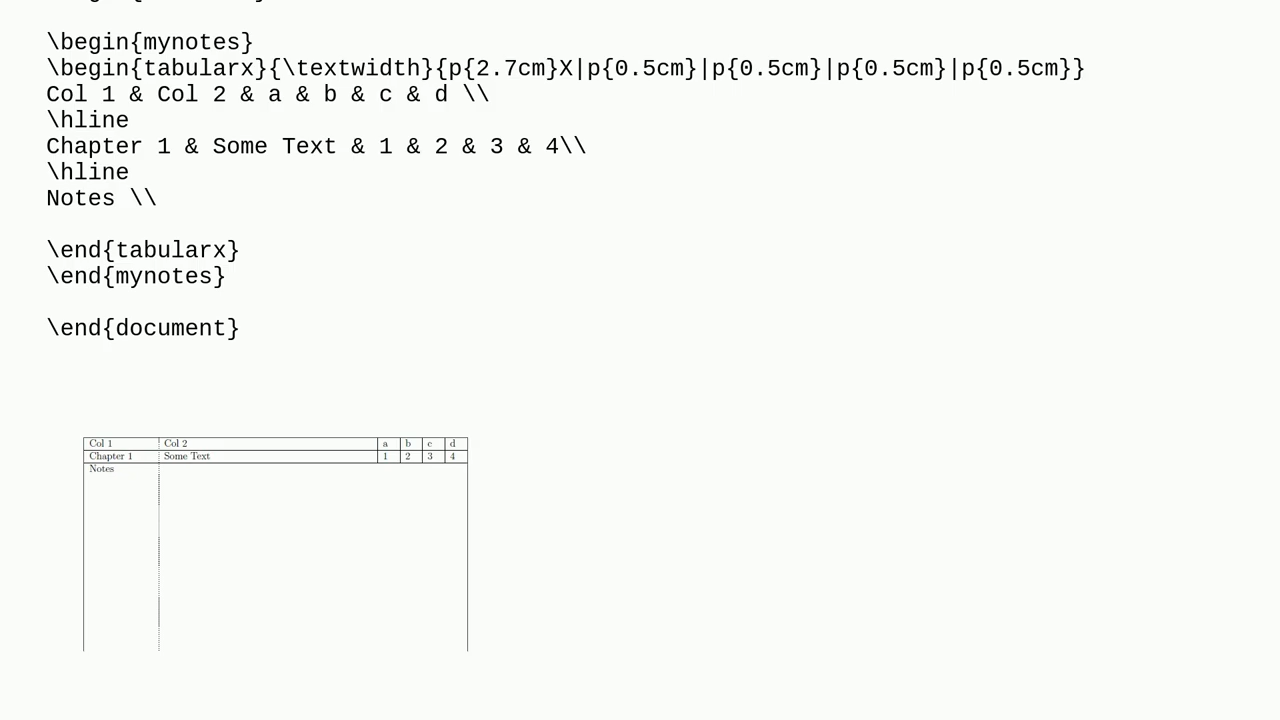 \begin{mynotes}
\begin{tabularx}{\textwidth}{p{2.7cm}X|p{0.5cm}|p{0.5cm}|p{0.5cm}|p{0.5cm}}
Col 1 & Col 2 & a & b & c & d \\
\hline
Chapter 1 & Some Text & 1 & 2 & 3 & 4\\
\hline
Notes \\
\end{tabularx}
\end{mynotes}
\end{document}
Col 1 Col 2 a b c d
Chapter 1 Some Text 1 2 3 4
Notes